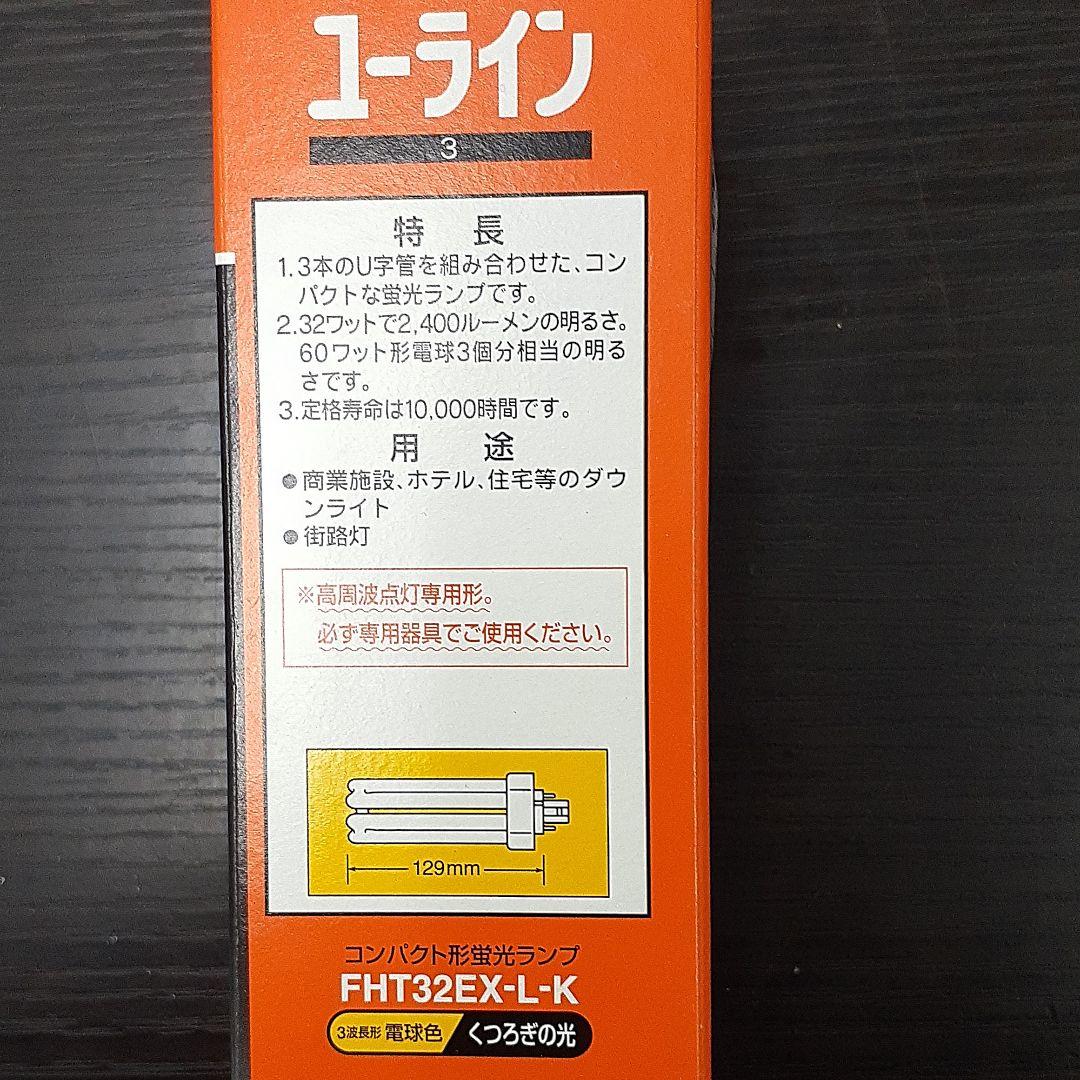 ユーライン
3
特 長
1.3本のU字管を組み合わせた、コン
パクトな蛍光ランプです。
2.32ワットで2,400ルーメンの明るさ。
60ワット形電球3個分相当の明る
さです。
3.定格寿命は10,000時間です。
用 途
●商業施設、ホテル、住宅等のダウ
ンライト
●街路灯
※高周波点灯専用形。
必ず専用器具でご使用ください。
129mm
コンパクト形蛍光ランプ
FHT32EX-L-K
3波長形 電球色 くつろぎの光